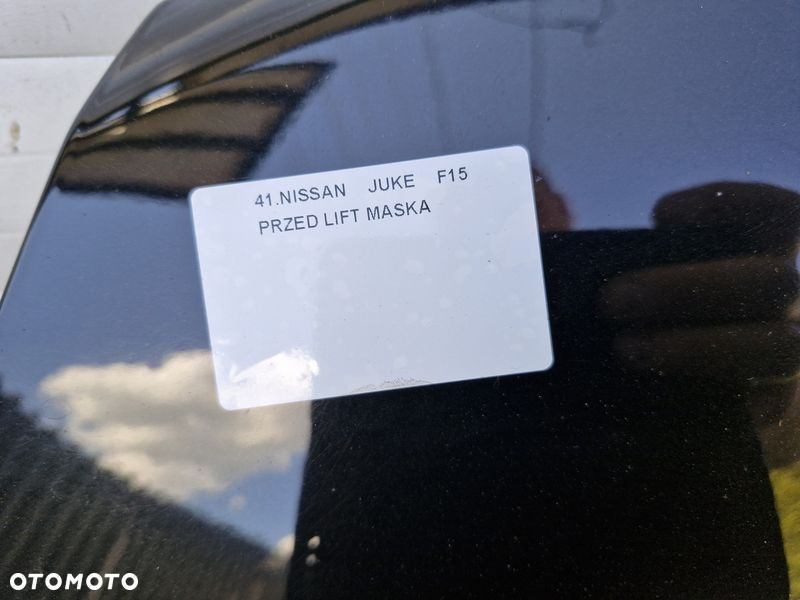 41.NISSAN JUKE F15
PRZED LIFT MASKA
OTOMOTO